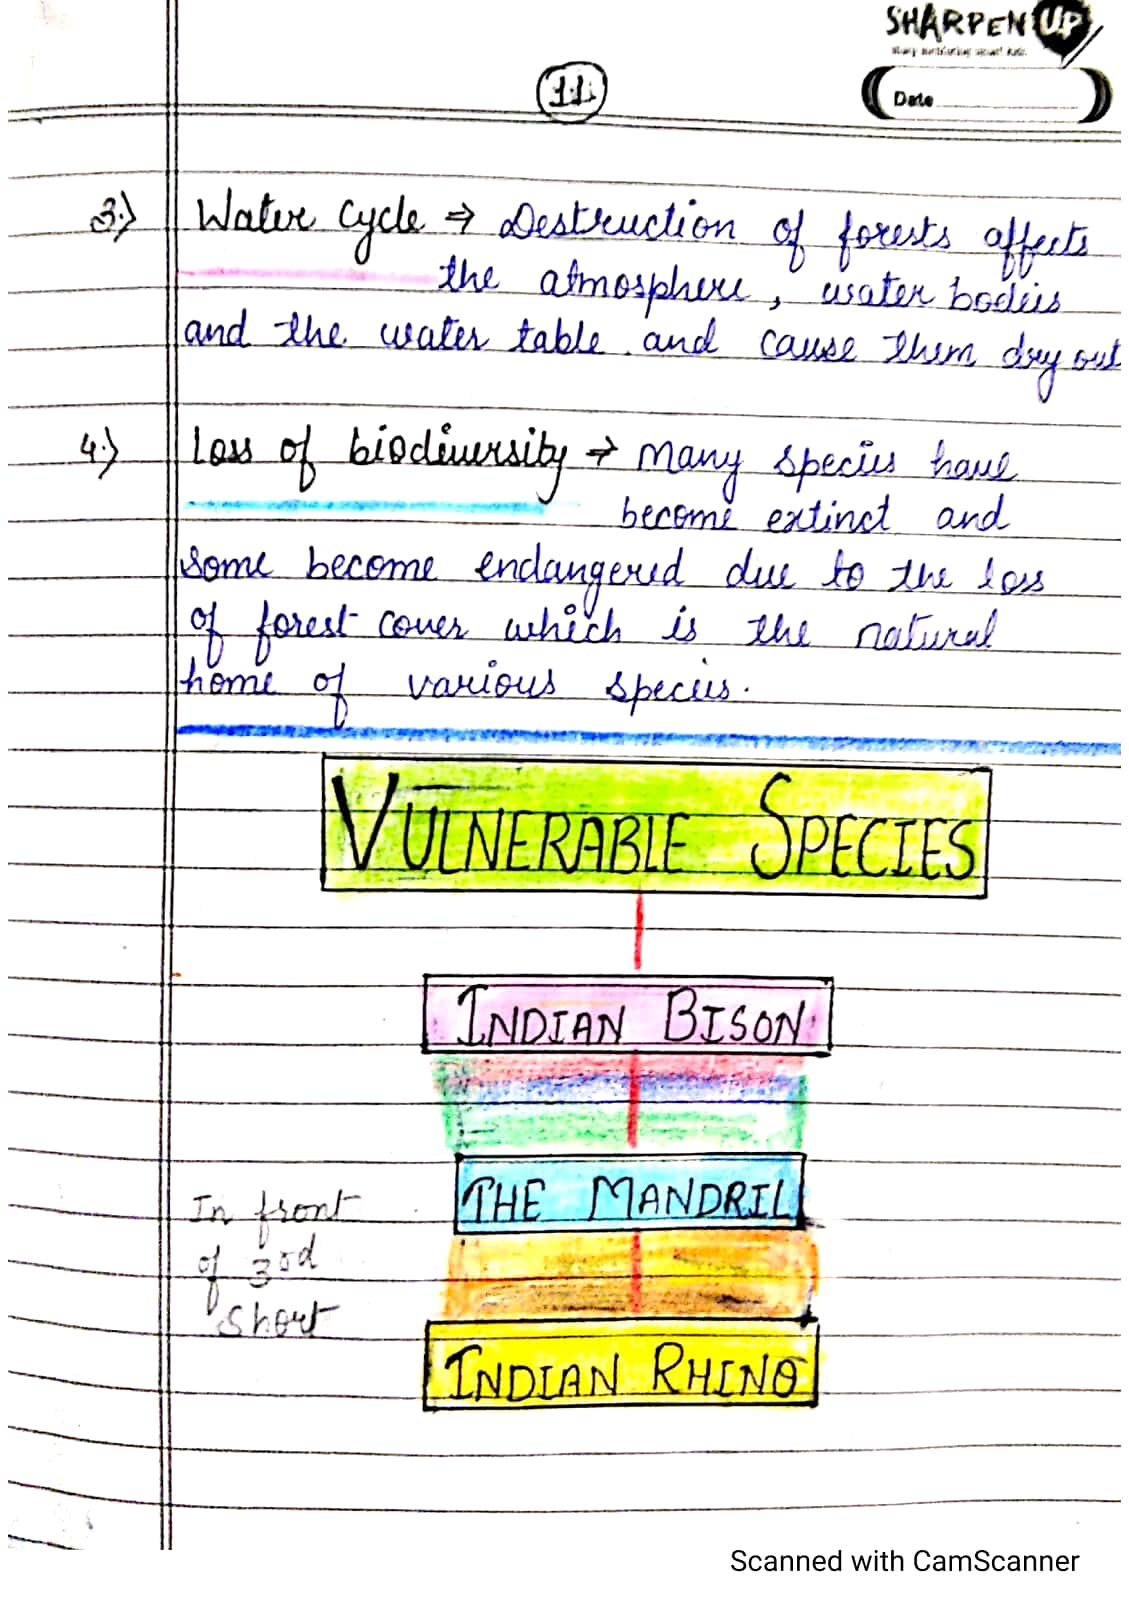 SHARPEN UP
11
Date
3.) Water Cycle ⇒ Destruction of forests affects
the atmosphere, water bodies
and the water table and cause them dry out
4.) Loss of biodiversity → Many species have
become extinct and
some become endangered due to the loss
of forest cover which is the natural
home of various species.
VULNERABLE SPECIES
INDIAN BISON
THE MANDRIL
In front
of 3rd
short
INDIAN RHINO
Scanned with CamScanner